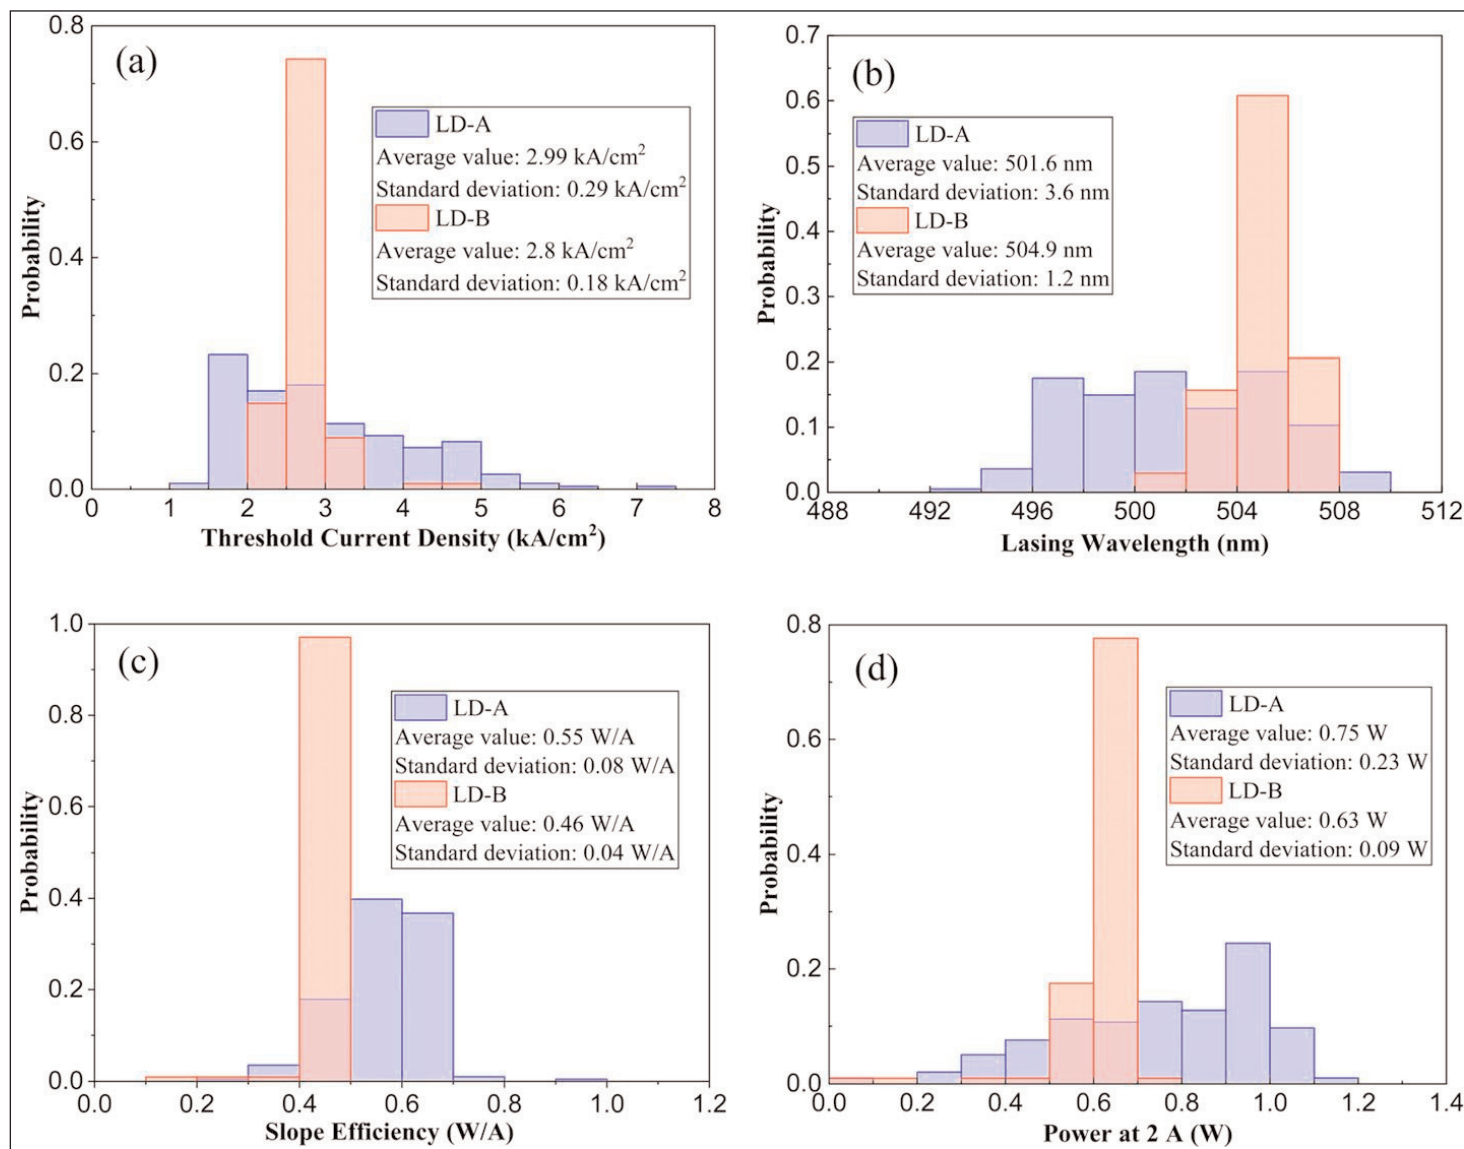 (a)
LD-A
Average value: 2.99 kA/cm²
Standard deviation: 0.29 kA/cm²
LD-B
Average value: 2.8 kA/cm²
Standard deviation: 0.18 kA/cm²
Probability
0.8
0.6
0.4
0.2
0.0
0 1 2 3 4 5 6 7 8
Threshold Current Density (kA/cm²)
(b)
LD-A
Average value: 501.6 nm
Standard deviation: 3.6 nm
LD-B
Average value: 504.9 nm
Standard deviation: 1.2 nm
Probability
0.7
0.6
0.5
0.4
0.3
0.2
0.1
0.0
488 492 496 500 504 508 512
Lasing Wavelength (nm)
(c)
LD-A
Average value: 0.55 W/A
Standard deviation: 0.08 W/A
LD-B
Average value: 0.46 W/A
Standard deviation: 0.04 W/A
Probability
1.0
0.8
0.6
0.4
0.2
0.0
0.0 0.2 0.4 0.6 0.8 1.0 1.2
Slope Efficiency (W/A)
(d)
LD-A
Average value: 0.75 W
Standard deviation: 0.23 W
LD-B
Average value: 0.63 W
Standard deviation: 0.09 W
Probability
0.8
0.6
0.4
0.2
0.0
0.0 0.2 0.4 0.6 0.8 1.0 1.2 1.4
Power at 2 A (W)